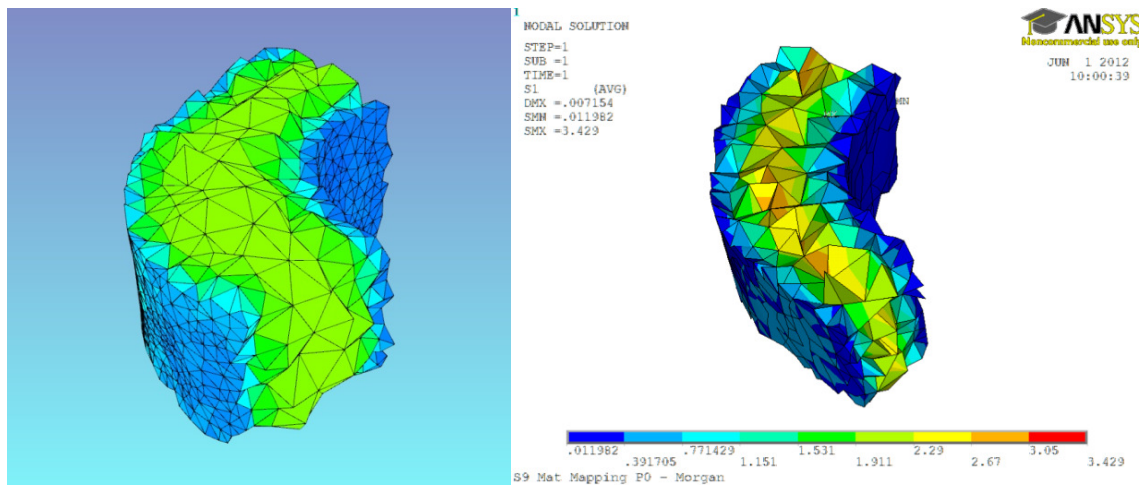 1
NODAL SOLUTION
STEP=1
SUB =1
TIME=1
S1 (AVG)
DMX =.007154
SMN =.011982
SMX =3.429
ANSYS
Noncommercial use only
JUN 1 2012
10:00:39
MN
.011982 .771429 1.531 2.29 3.05
.391705 1.151 1.911 2.67 3.429
S9 Mat Mapping P0 - Morgan